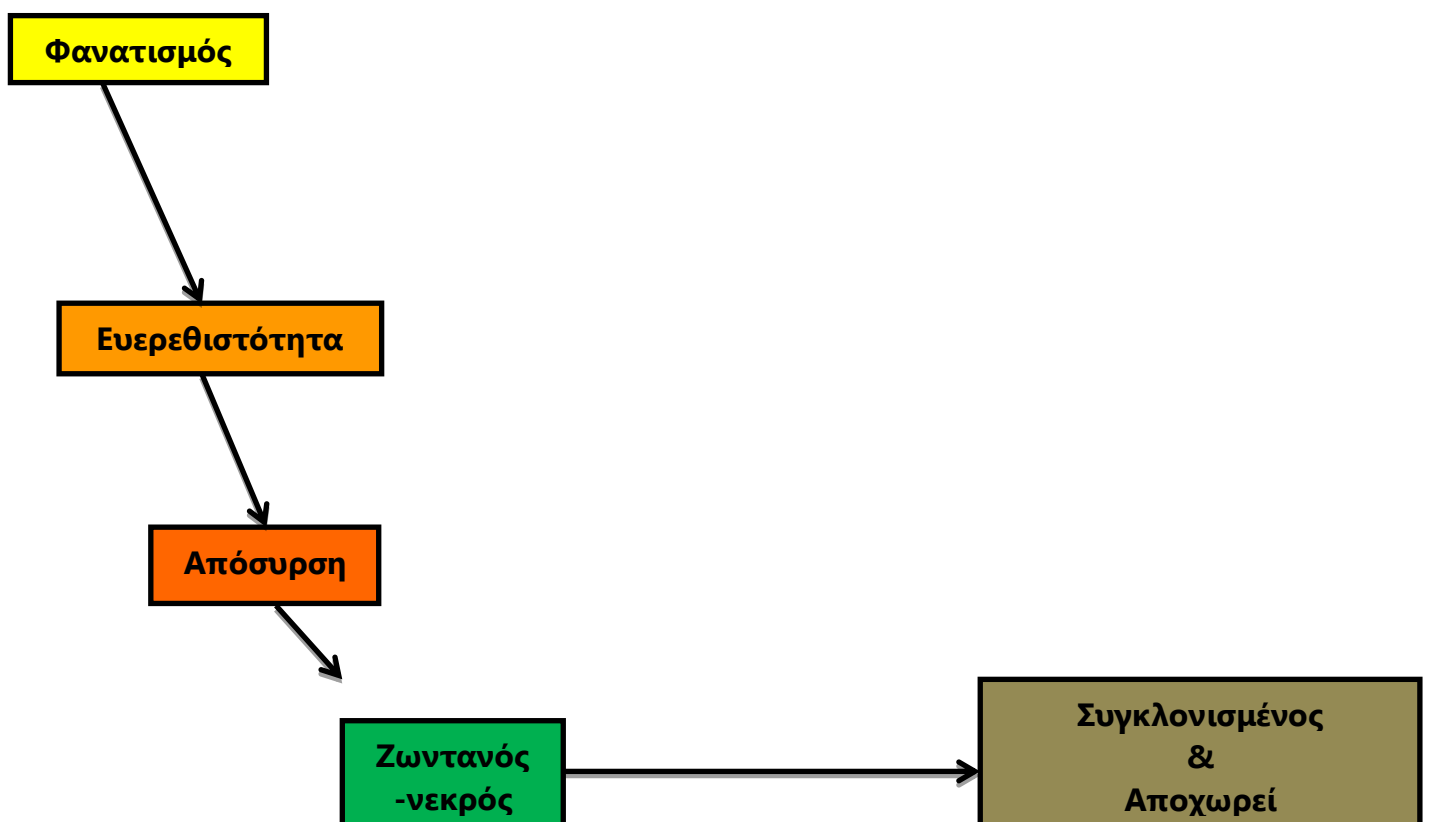 Φανατισμός
Ευερεθιστότητα
Απόσυρση
Ζωντανός
-νεκρός
Συγκλονισμένος
&
Αποχωρεί